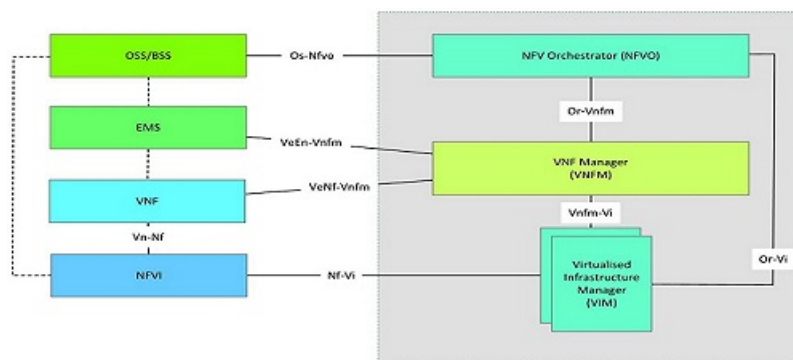 OSS/BSS
Os-Nfvo
NFV Orchestrator (NFVO)
Or-Vnfm
EMS
VeEn-Vnfm
VNF Manager
(VNFM)
VNF
VeNf-Vnfm
Vnfm-Vi
Vn-Nf
NFVI
Nf-Vi
Virtualised
Infrastructure
Manager
(VIM)
Or-Vi